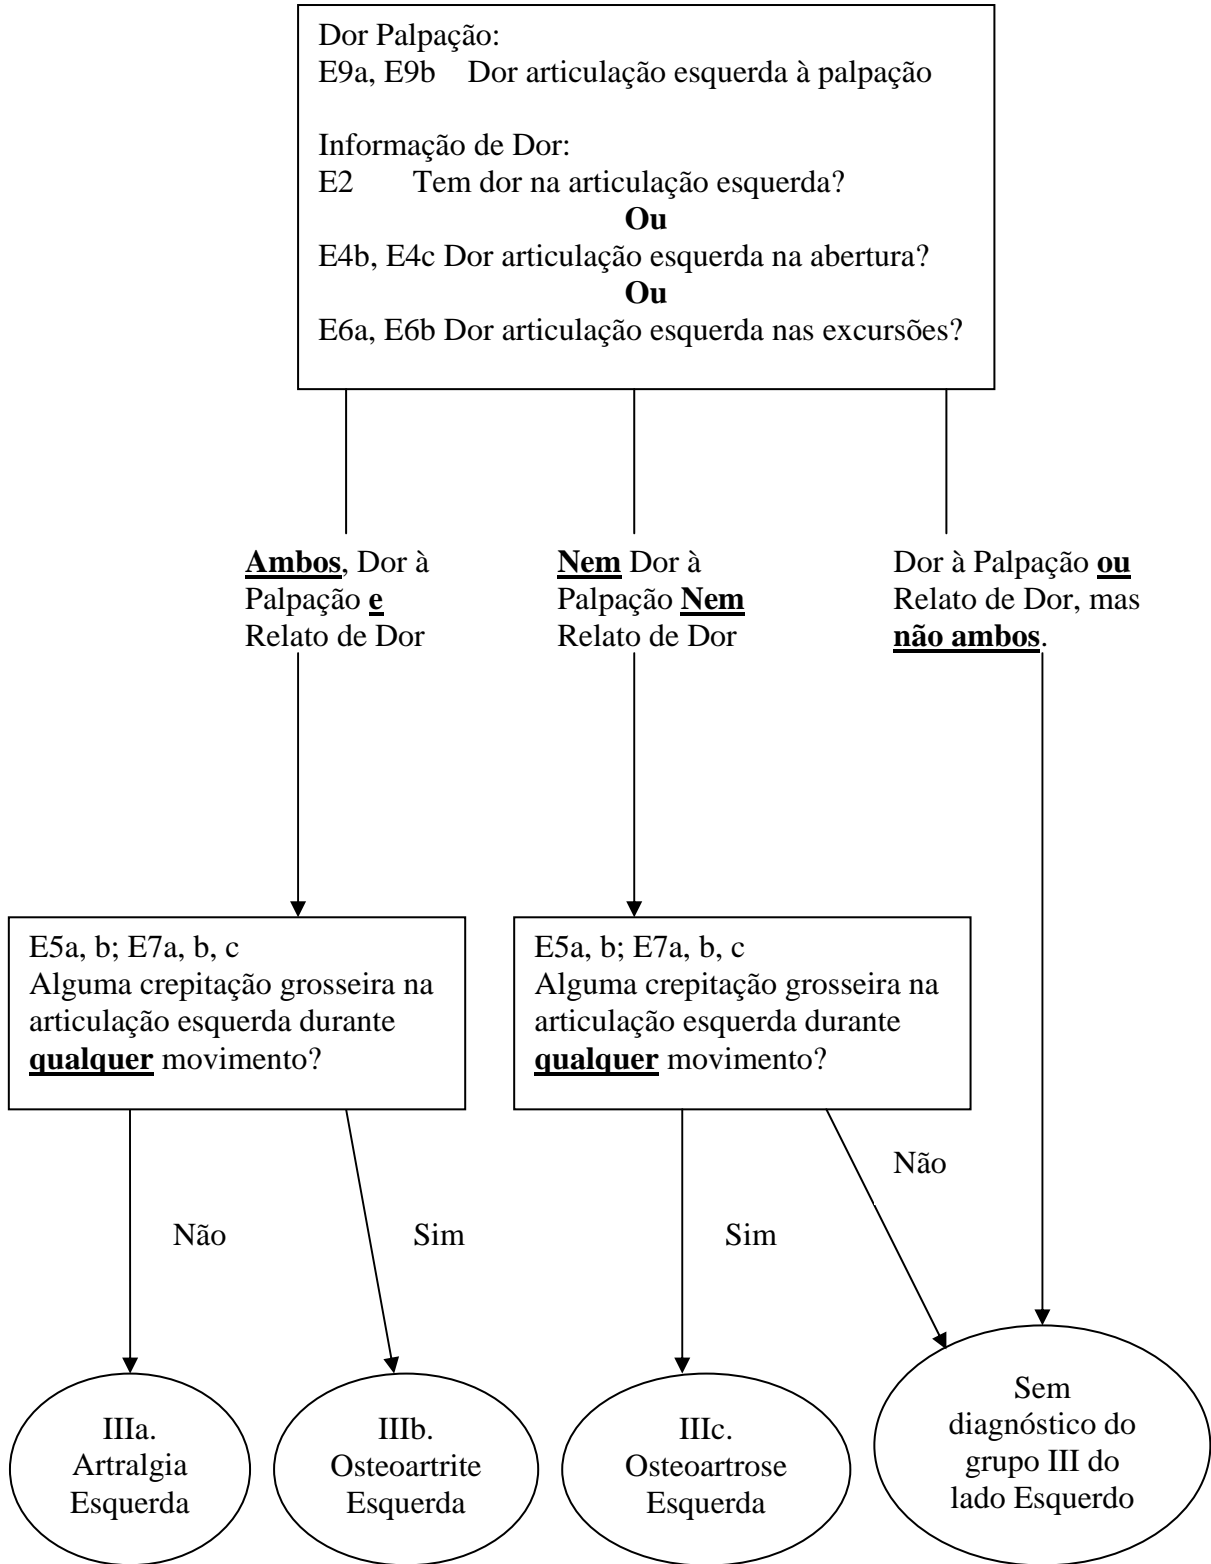 Dor Palpação:
E9a, E9b Dor articulação esquerda à palpação
Informação de Dor:
E2 Tem dor na articulação esquerda?
Ou
E4b, E4c Dor articulação esquerda na abertura?
Ou
E6a, E6b Dor articulação esquerda nas excursões?
Ambos, Dor à
Palpação e
Relato de Dor
Nem Dor à
Palpação Nem
Relato de Dor
Dor à Palpação ou
Relato de Dor, mas
não ambos.
E5a, b; E7a, b, c
Alguma crepitação grosseira na
articulação esquerda durante
qualquer movimento?
E5a, b; E7a, b, c
Alguma crepitação grosseira na
articulação esquerda durante
qualquer movimento?
Não
Sim
Sim
Não
IIIa.
Artralgia
Esquerda
IIIb.
Osteoartrite
Esquerda
IIIc.
Osteoartrose
Esquerda
Sem
diagnóstico do
grupo III do
lado Esquerdo